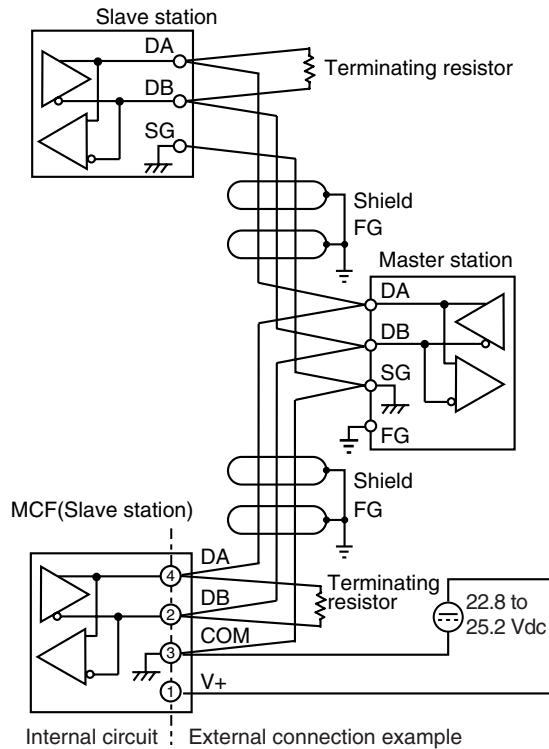 Slave station
DA
Terminating resistor
DB
SG
Shield
FG
Master station
DA
DB
SG
FG
Shield
FG
MCF(Slave station)
DA
4
Terminating
resistor
DB
2
22.8 to
25.2 Vdc
COM
3
V+
1
Internal circuit
External connection example